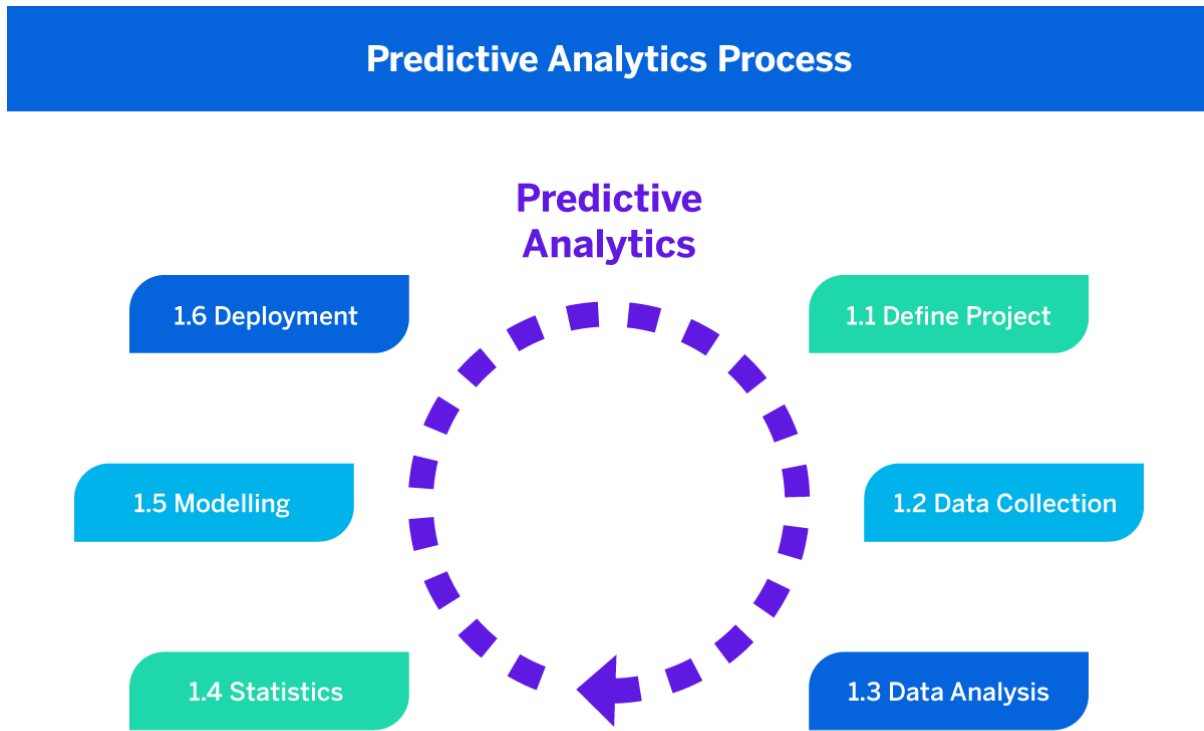 Predictive Analytics Process
Predictive
Analytics
1.6 Deployment
1.1 Define Project
1.5 Modelling
1.2 Data Collection
1.4 Statistics
1.3 Data Analysis